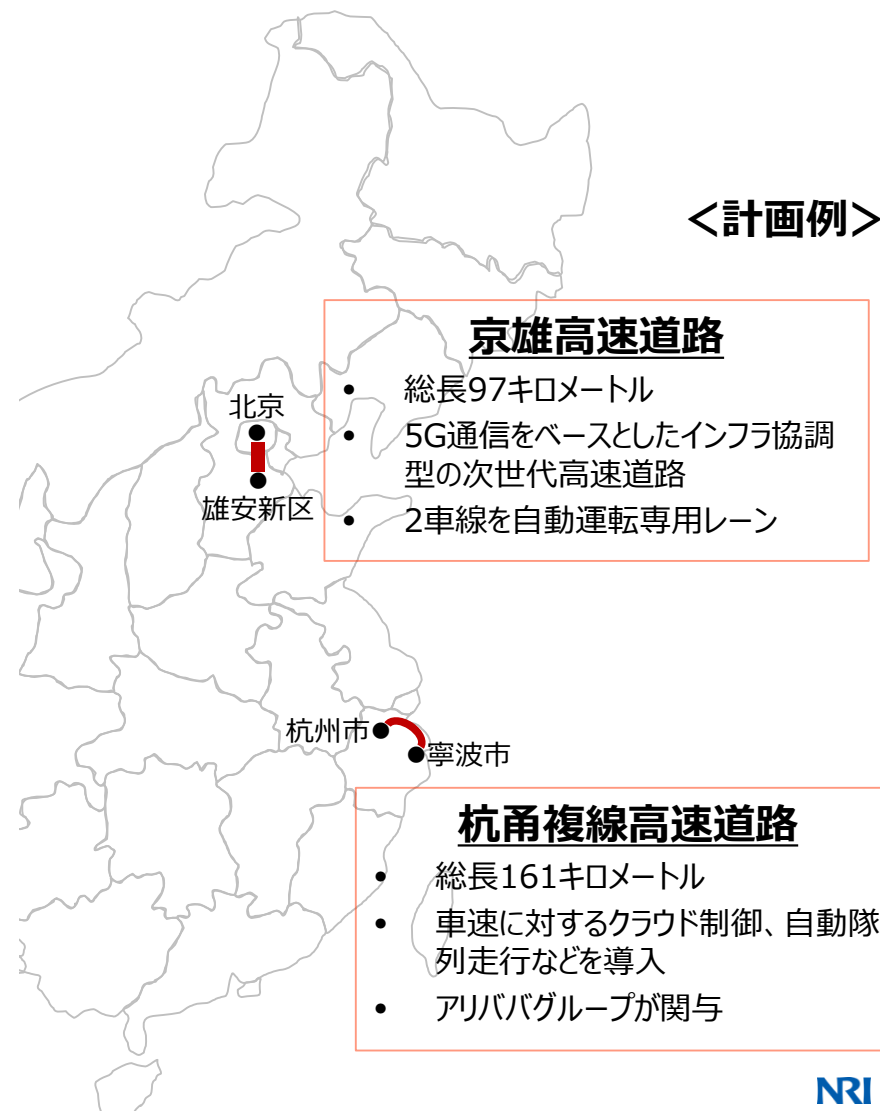 <計画例>
京雄高速道路
• 総長97キロメートル
• 5G通信をベースとしたインフラ協調
型の次世代高速道路
• 2車線を自動運転専用レーン
北京
雄安新区
杭州市
寧波市
杭甬複線高速道路
• 総長161キロメートル
• 車速に対するクラウド制御、自動隊
列走行などを導入
• アリババグループが関与
NRI